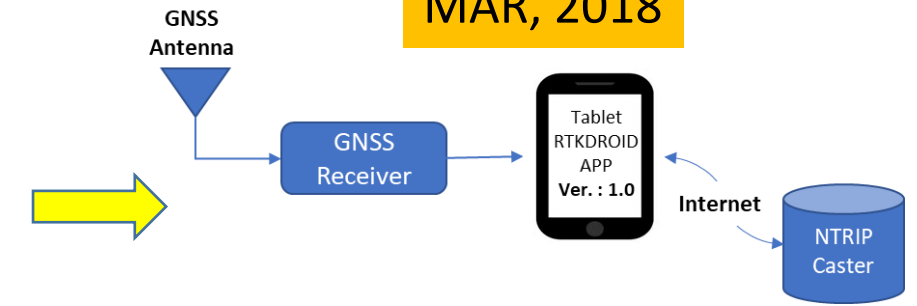 MAR, 2018
GNSS
Antenna
GNSS
Receiver
Tablet
RTKDROID
APP
Ver. : 1.0
Internet
NTRIP
Caster